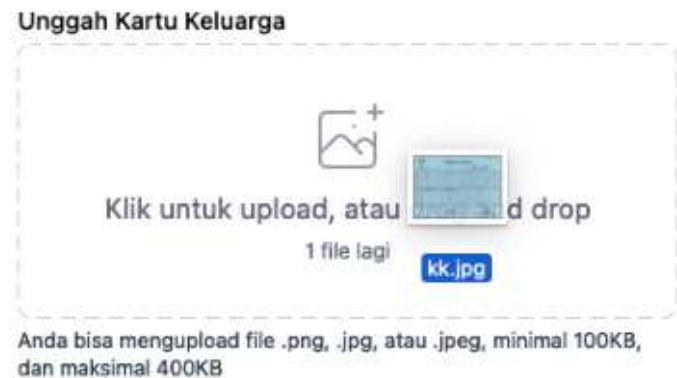 Unggah Kartu Keluarga
Klik untuk upload, atau d drop
1 file lagi
kk.jpg
Anda bisa mengupload file .png, .jpg, atau .jpeg, minimal 100KB,
dan maksimal 400KB